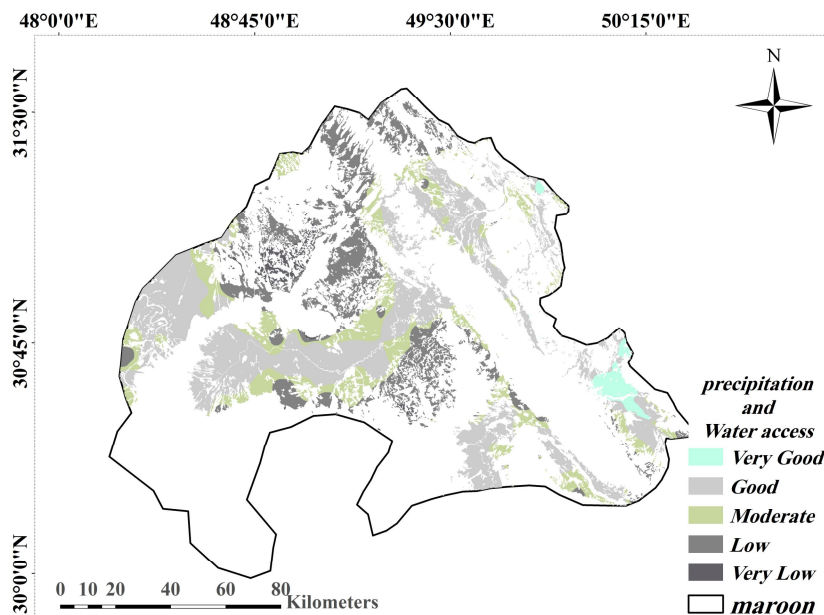 48°0'0"E 48°45'0"E 49°30'0"E 50°15'0"E
N
31°30'0"N
30°45'0"N
30°0'0"N
precipitation
and
Water access
Very Good
Good
Moderate
Low
Very Low
maroon
0 10 20 40 60 80
Kilometers